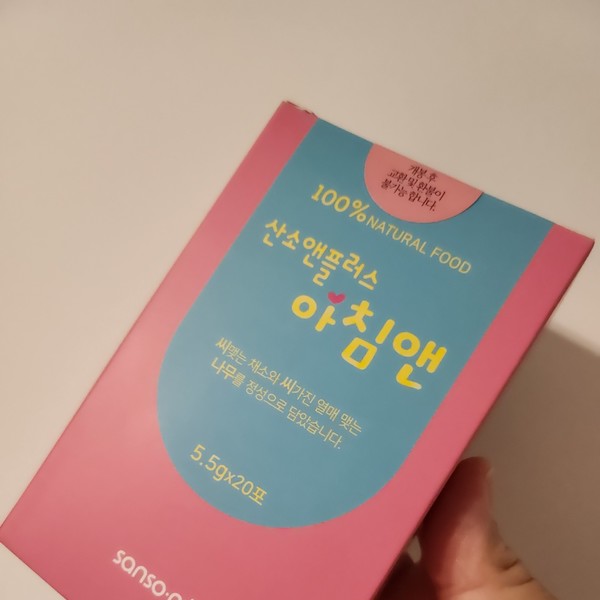 개봉 후
교환 및 환불이
불가능 합니다.
100% NATURAL FOOD
산소앤플러스
아침앤
씨맺는 채소와 씨가진 열매 맺는
나무를 정성으로 담았습니다.
5.5gx20포